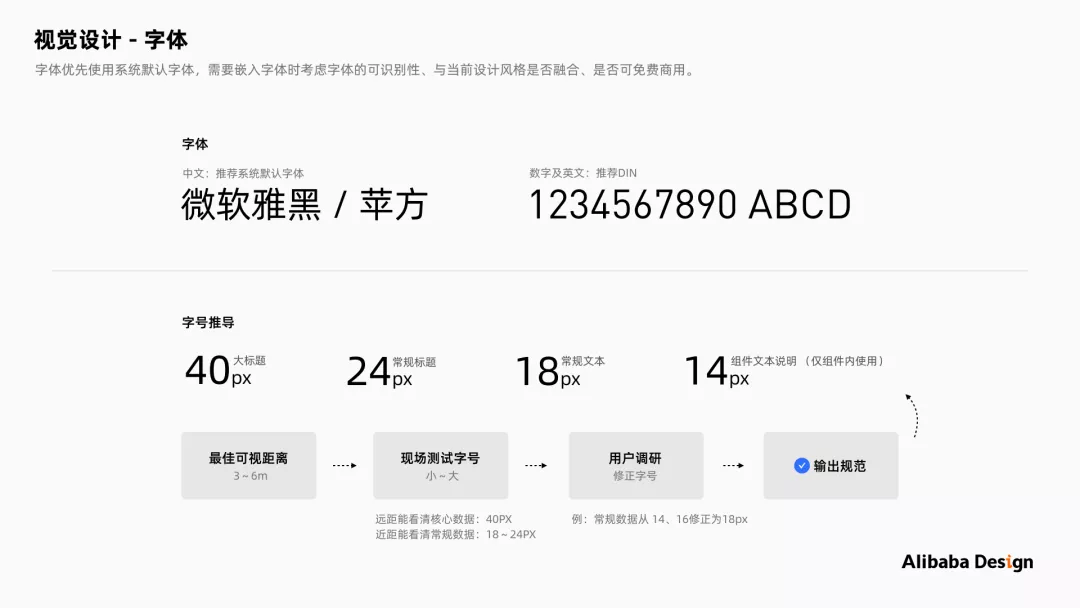 视觉设计 - 字体
字体优先使用系统默认字体，需要嵌入字体时考虑字体的可识别性、与当前设计风格是否融合、是否可免费商用。
字体
中文：推荐系统默认字体
微软雅黑 / 苹方
数字及英文：推荐DIN
1234567890 ABCD
字号推导
40px 大标题
24px 常规标题
18px 常规文本
14px 组件文本说明 （仅组件内使用）
最佳可视距离
3 ~ 6m
现场测试字号
小 ~ 大
用户调研
修正字号
输出规范
远距能看清核心数据：40PX
近距能看清常规数据：18 ~ 24PX
例：常规数据从 14、16修正为18px
Alibaba Design